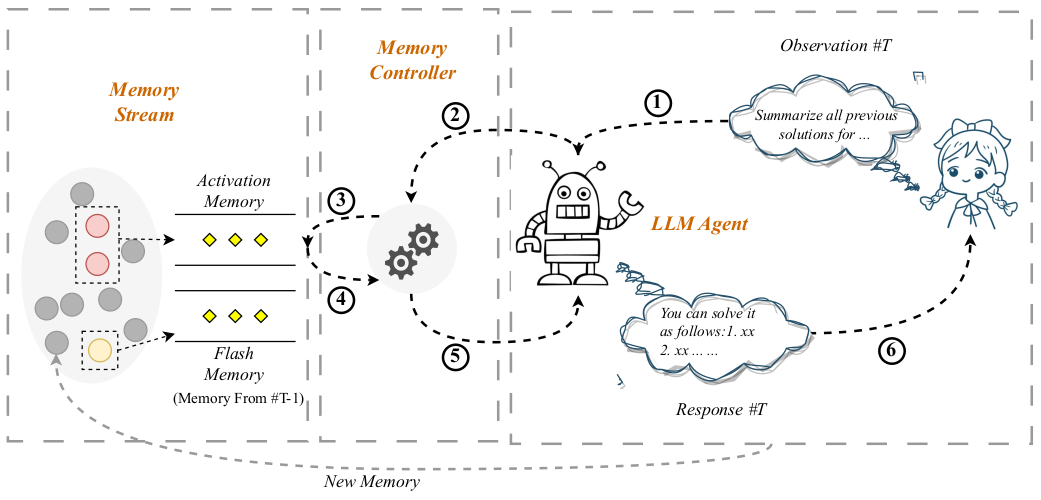 Memory
Stream
Activation
Memory
Flash
Memory
(Memory From #T-1)
Memory
Controller
2
3
4
5
Observation #T
1
Summarize all previous
solutions for ...
LLM Agent
You can solve it
as follows:1. xx
2. xx ... ...
6
Response #T
New Memory